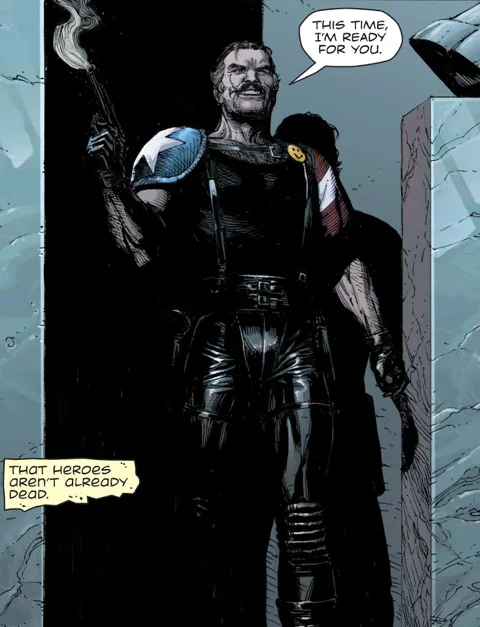 THIS TIME,
I'M READY
FOR YOU.
THAT HEROES
AREN'T ALREADY
DEAD.